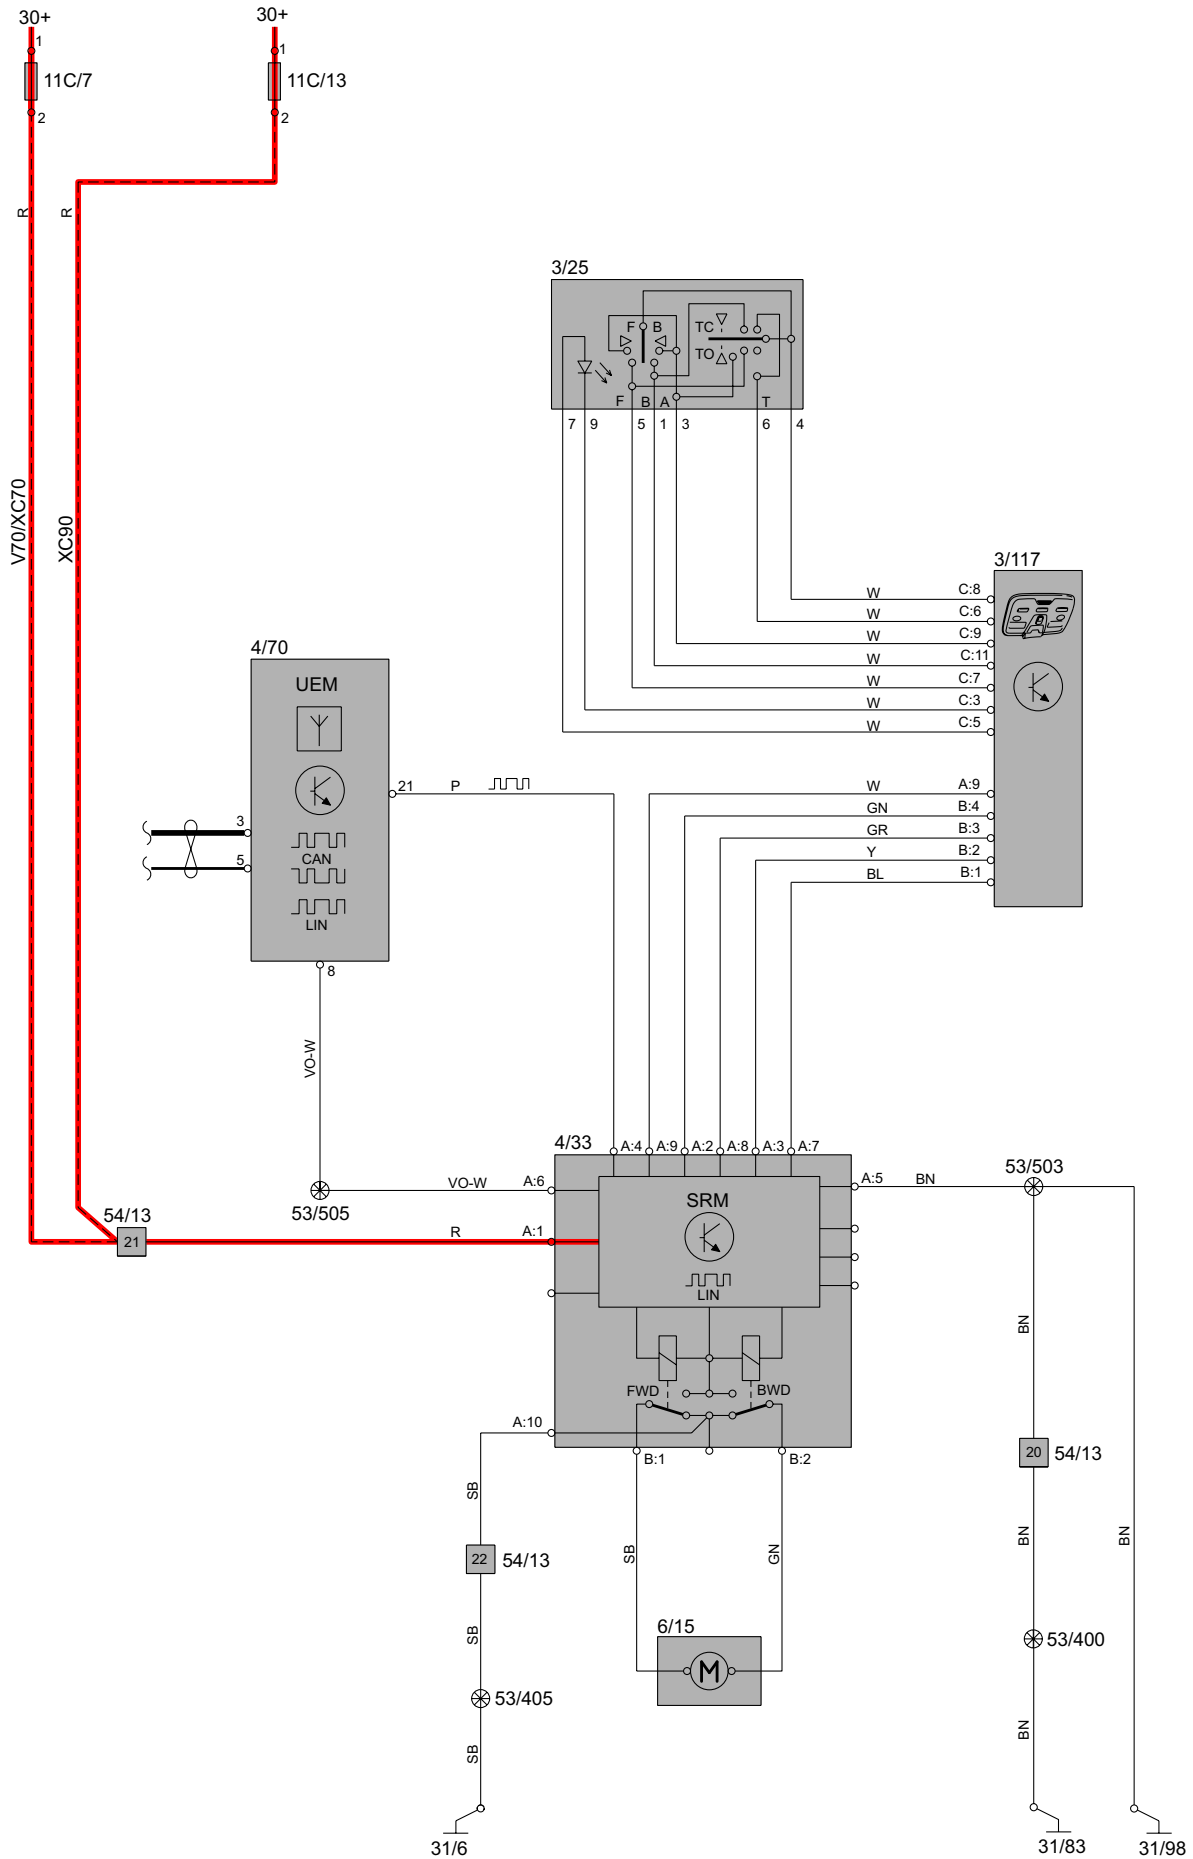 30+
30+
1
1
11C/7
11C/13
2
2
R
R
3/25
F B
TC
TO
F B A T
7 9 5 1 3 6 4
V70/XC70
XC90
3/117
W C:8
W C:6
W C:9
W C:11
W C:7
W C:3
W C:5
4/70
UEM
21 P
W A:9
GN B:4
GR B:3
Y B:2
BL B:1
3
5
CAN
LIN
8
VO-W
4/33
A:4 A:9 A:2 A:8 A:3 A:7
VO-W A:6
A:5 BN
53/503
53/505
SRM
54/13
21
R A:1
LIN
BN
FWD BWD
A:10
B:1 B:2
20 54/13
SB
SB
GN
BN
BN
22 54/13
6/15
M
SB
53/400
53/405
SB
BN
31/6
31/83
31/98